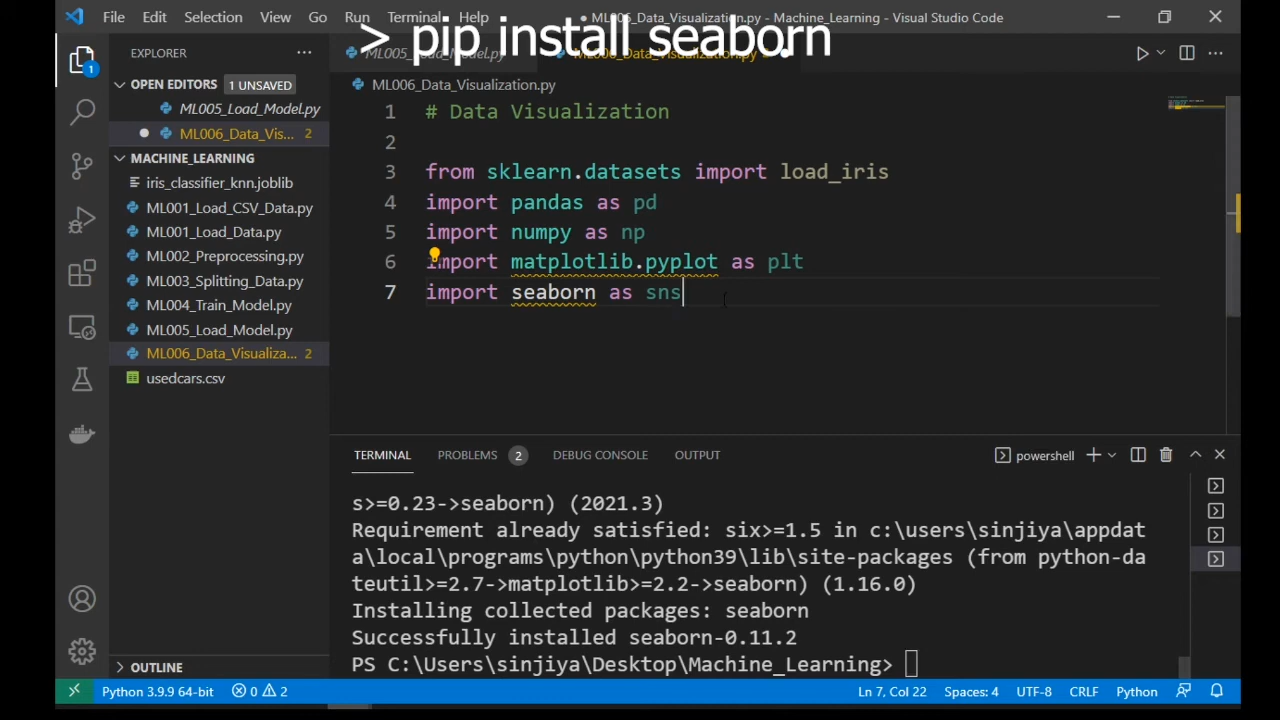 File Edit Selection View Go Run Terminal Help
● ML006_Data_Visualization.py - Machine_Learning - Visual Studio Code
> pip install seaborn
EXPLORER
ML005_Load_Model.py
ML006_Data_Visualization.py
OPEN EDITORS 1 UNSAVED
ML005_Load_Model.py
ML006_Data_Vis... 2
MACHINE_LEARNING
iris_classifier_knn.joblib
ML001_Load_CSV_Data.py
ML001_Load_Data.py
ML002_Preprocessing.py
ML003_Splitting_Data.py
ML004_Train_Model.py
ML005_Load_Model.py
ML006_Data_Visualiza... 2
usedcars.csv
OUTLINE
1
ML006_Data_Visualization.py
1 # Data Visualization
2
3 from sklearn.datasets import load_iris
4 import pandas as pd
5 import numpy as np
6 import matplotlib.pyplot as plt
7 import seaborn as sns
TERMINAL PROBLEMS 2 DEBUG CONSOLE OUTPUT
powershell
s>=0.23->seaborn) (2021.3)
Requirement already satisfied: six>=1.5 in c:\users\sinjiya\appdat
a\local\programs\python\python39\lib\site-packages (from python-da
teutil>=2.7->matplotlib>=2.2->seaborn) (1.16.0)
Installing collected packages: seaborn
Successfully installed seaborn-0.11.2
PS C:\Users\sinjiya\Desktop\Machine_Learning>
Python 3.9.9 64-bit 0 2 Ln 7, Col 22 Spaces: 4 UTF-8 CRLF Python